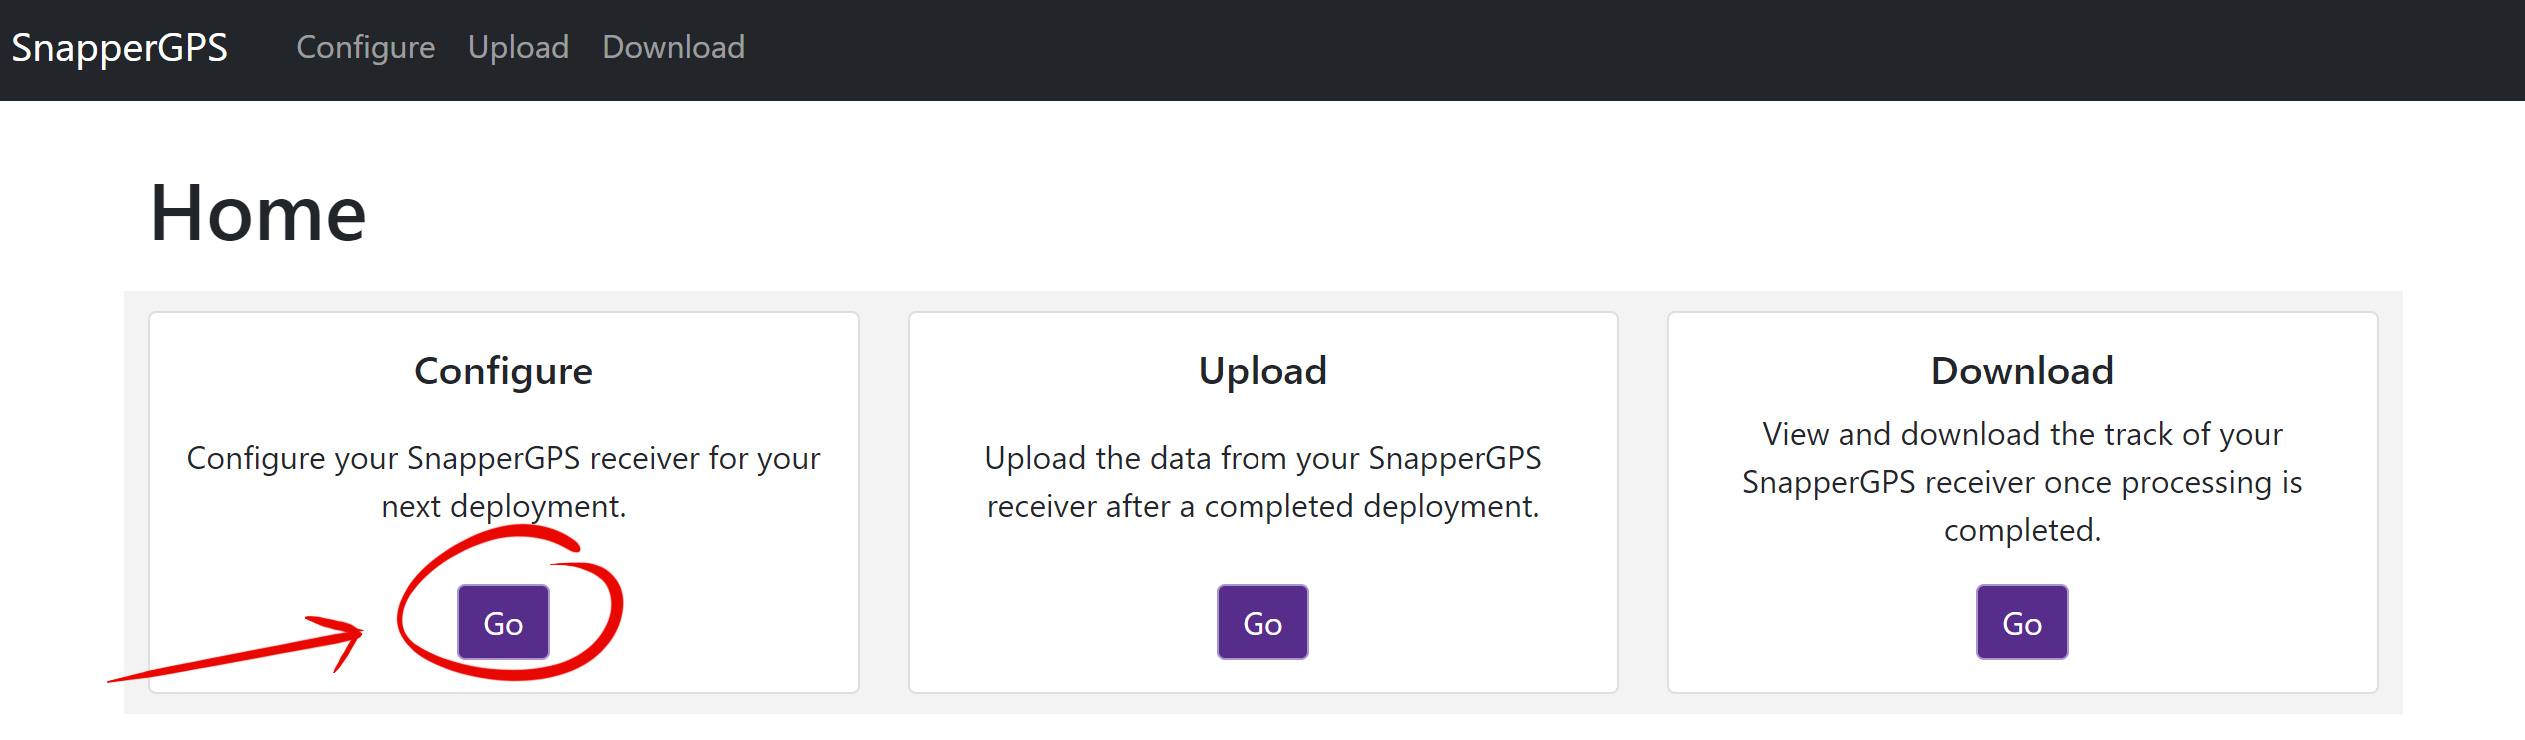 SnapperGPS Configure Upload Download
Home
Configure
Configure your SnapperGPS receiver for your
next deployment.
Go
Upload
Upload the data from your SnapperGPS
receiver after a completed deployment.
Go
Download
View and download the track of your
SnapperGPS receiver once processing is
completed.
Go